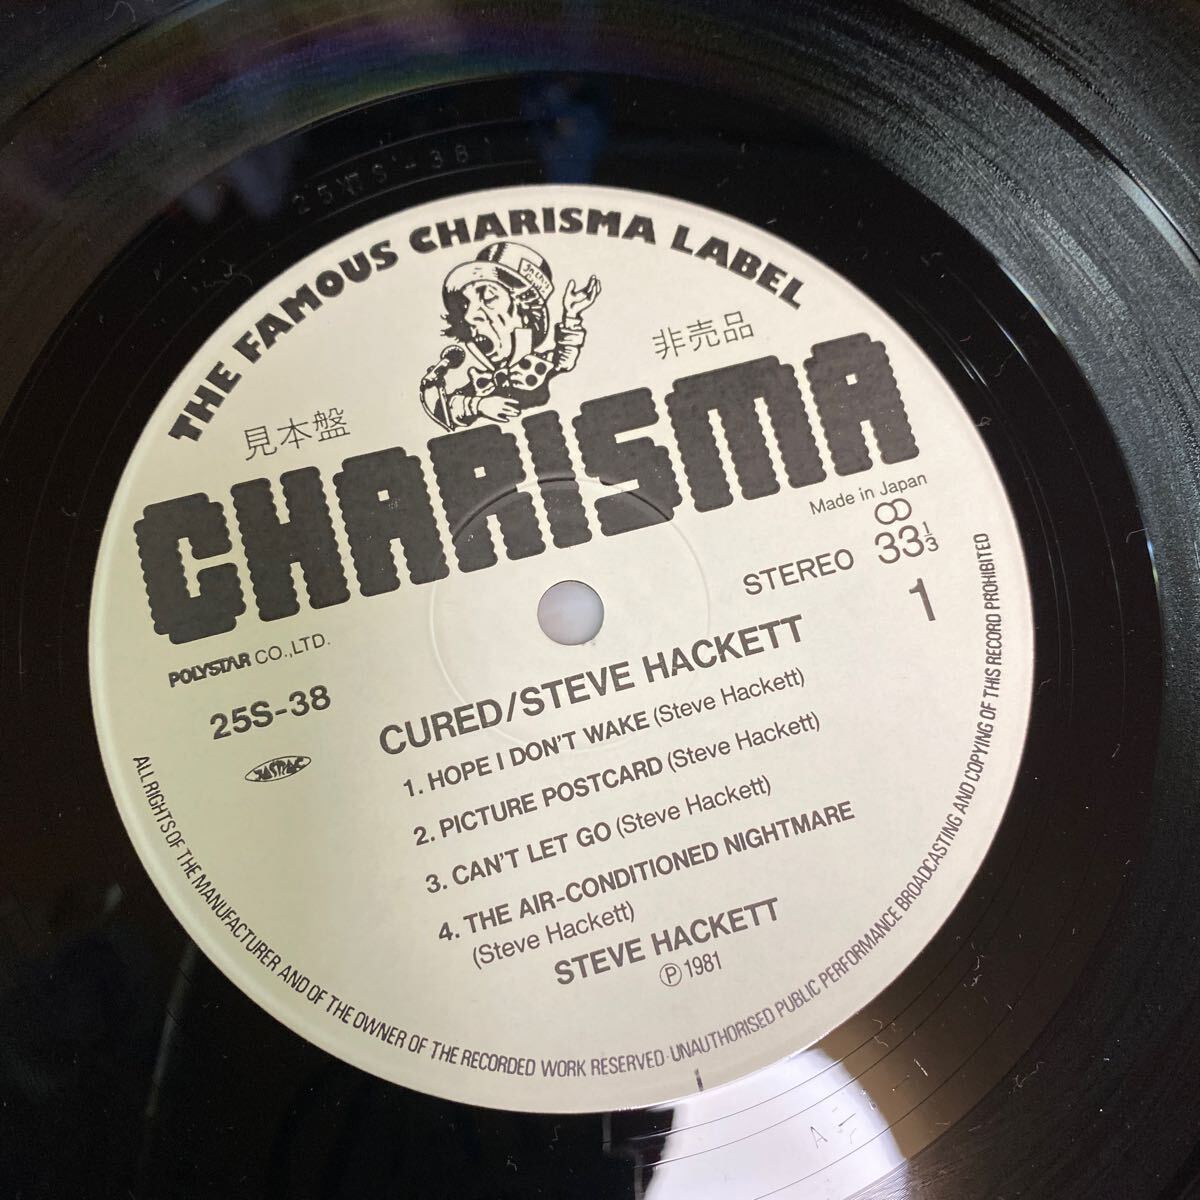 25S-38 1
THE FAMOUS CHARISMA LABEL
見本盤
非売品
CHARISMA
Made in Japan
STEREO 33 1/3
1
POLYSTAR CO.,LTD.
25S-38
JASRAC
CURED/STEVE HACKETT
1. HOPE I DON'T WAKE (Steve Hackett)
2. PICTURE POSTCARD (Steve Hackett)
3. CAN'T LET GO (Steve Hackett)
4. THE AIR-CONDITIONED NIGHTMARE
(Steve Hackett)
STEVE HACKETT
Ⓟ 1981
ALL RIGHTS OF THE MANUFACTURER AND OF THE OWNER OF THE RECORDED WORK RESERVED·UNAUTHORISED PUBLIC PERFORMANCE BROADCASTING AND COPYING OF THIS RECORD PROHIBITED